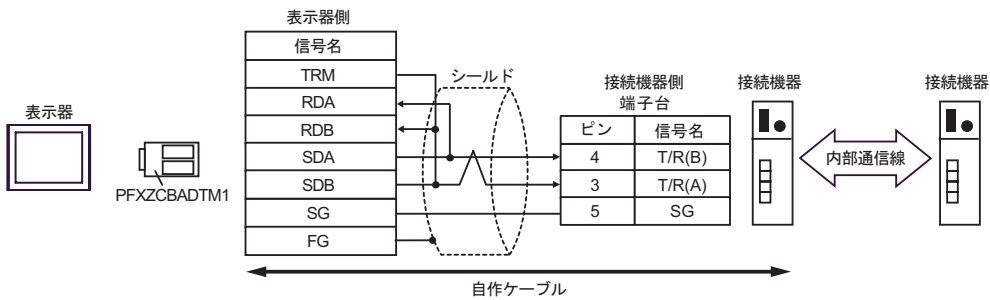 表示器側
信号名
TRM
RDA
RDB
SDA
SDB
SG
FG
シールド
表示器
PFXZCBADTM1
接続機器側
端子台
ピン 信号名
4 T/R(B)
3 T/R(A)
5 SG
接続機器
内部通信線
接続機器
自作ケーブル